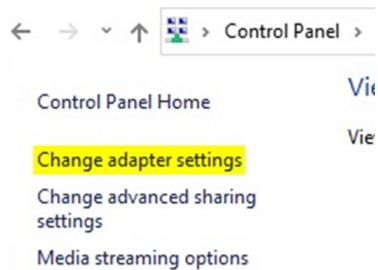 Control Panel
Control Panel Home
Change adapter settings
Change advanced sharing
settings
Media streaming options